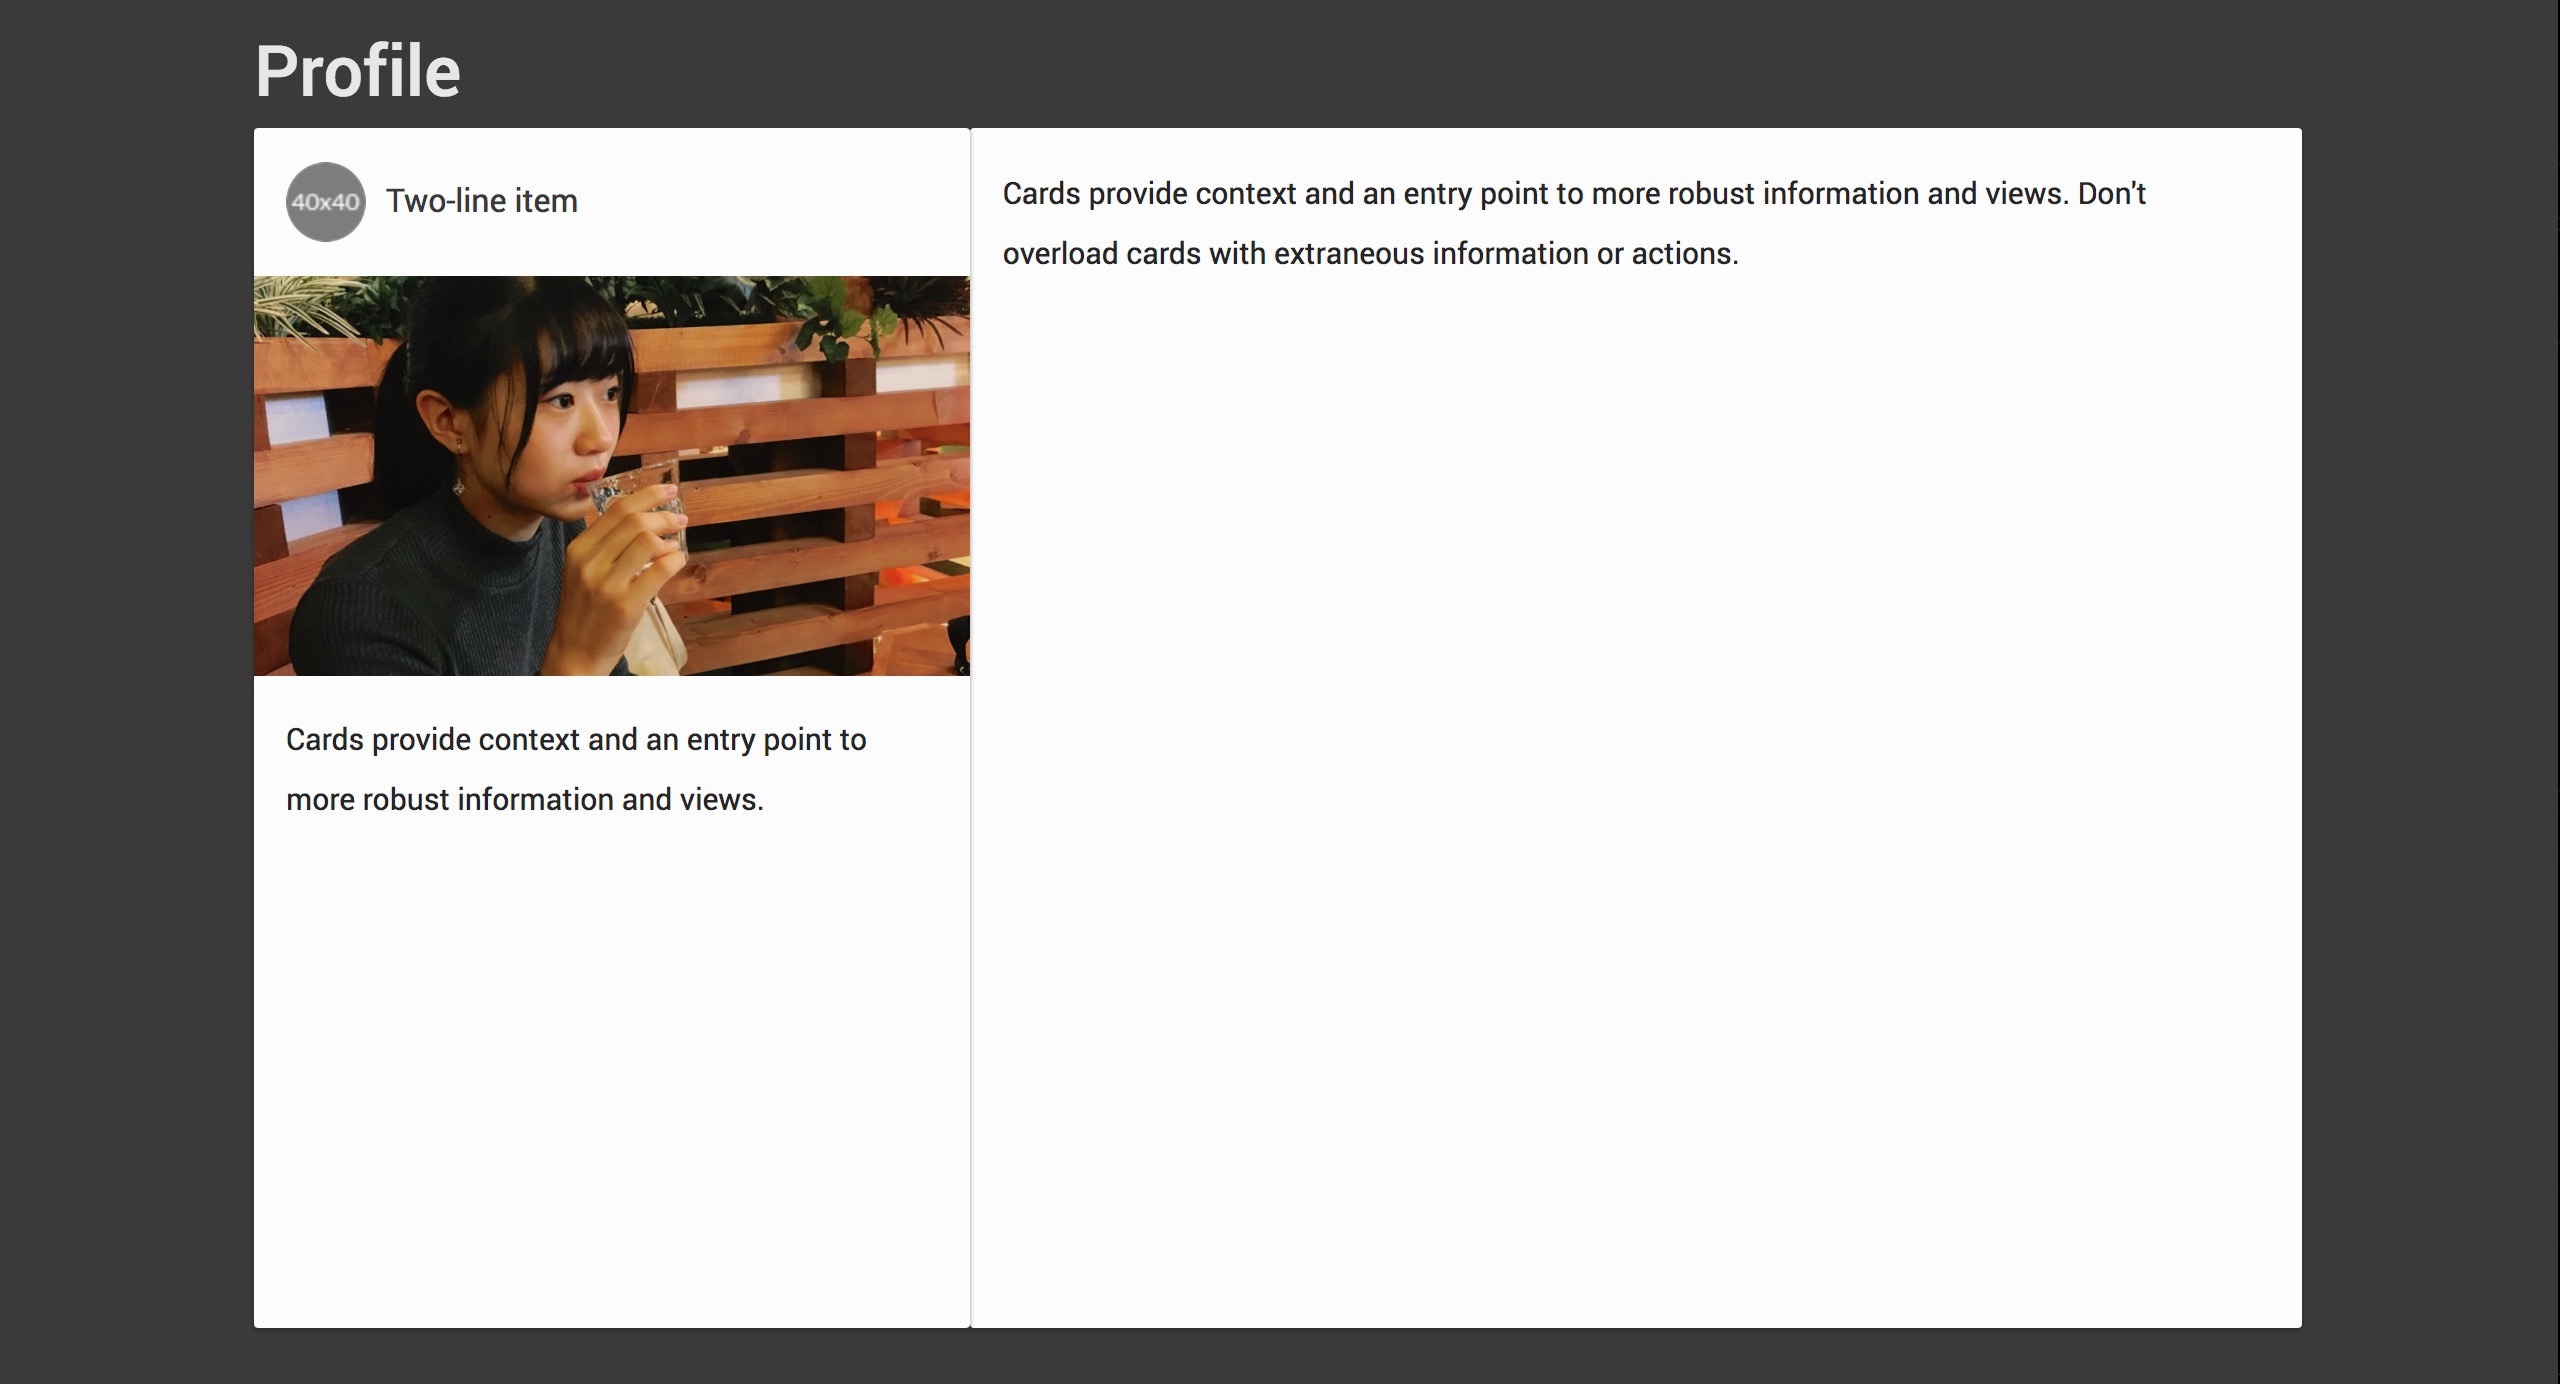 Profile
40x40 Two-line item
Cards provide context and an entry point to
more robust information and views.
Cards provide context and an entry point to more robust information and views. Don't
overload cards with extraneous information or actions.